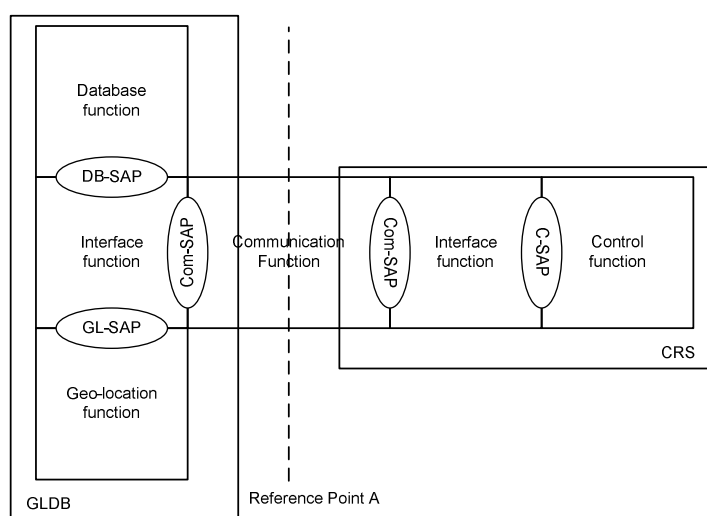 Database
function
DB-SAP
Interface
function
Com-SAP
GL-SAP
Geo-location
function
GLDB
Communication
Function
Reference Point A
Com-SAP
Interface
function
C-SAP
Control
function
CRS